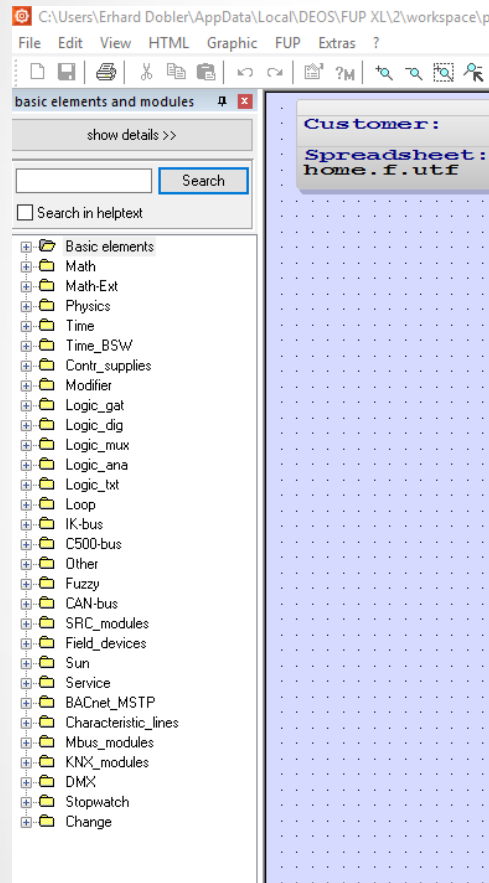 C:\Users\Erhard Dobler\AppData\Local\DEOS\FUP XL\2\workspace\p
File Edit View HTML Graphic FUP Extras ?
?M
basic elements and modules
show details >>
Search
Search in helptext
Basic elements
Math
Math-Ext
Physics
Time
Time_BSW
Contr_supplies
Modifier
Logic_gat
Logic_dig
Logic_mux
Logic_ana
Logic_txt
Loop
IK-bus
C500-bus
Other
Fuzzy
CAN-bus
SRC_modules
Field_devices
Sun
Service
BACnet_MSTP
Characteristic_lines
Mbus_modules
KNX_modules
DMX
Stopwatch
Change
Customer:
Spreadsheet:
home.f.utf